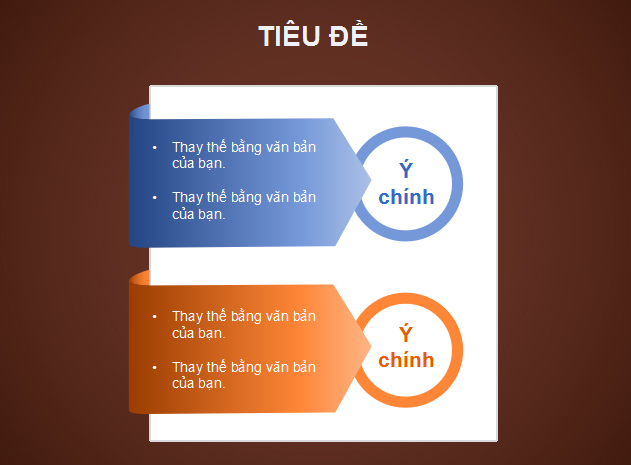 TIÊU ĐỀ
• Thay thế bằng văn bản
của bạn.
• Thay thế bằng văn bản
của bạn.
Ý
chính
• Thay thế bằng văn bản
của bạn.
• Thay thế bằng văn bản
của bạn.
Ý
chính